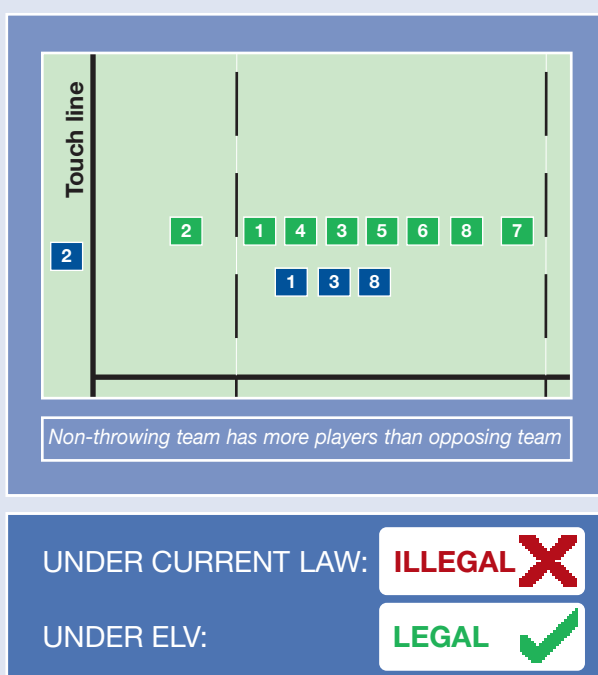 Touch line
2 1 4 3 5 6 8 7
2
1 3 8
Non-throwing team has more players than opposing team
UNDER CURRENT LAW: ILLEGAL
UNDER ELV: LEGAL